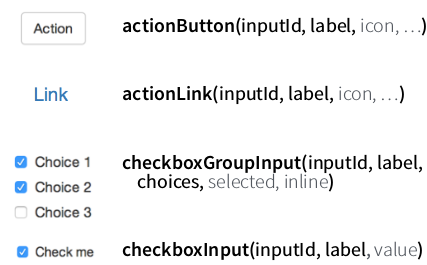 Action
actionButton(inputId, label, icon, …)
Link
actionLink(inputId, label, icon, …)
Choice 1
Choice 2
Choice 3
checkboxGroupInput(inputId, label,
choices, selected, inline)
Check me
checkboxInput(inputId, label, value)